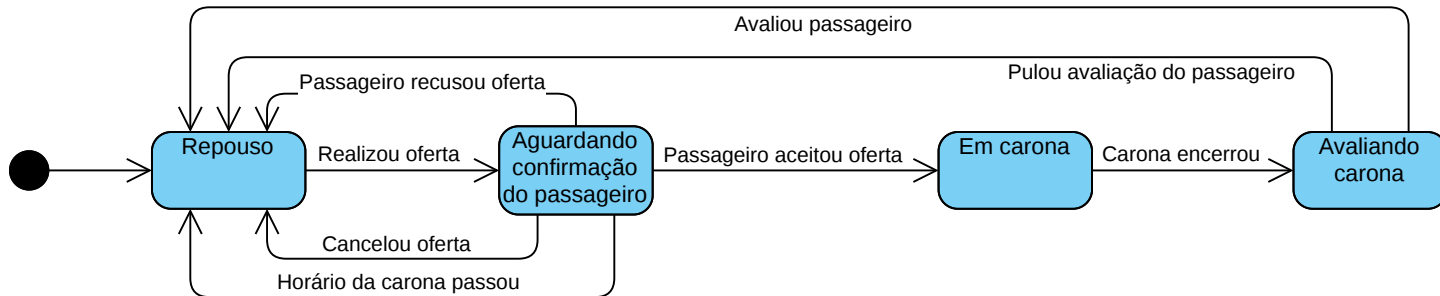 Avaliou passageiro
Pulou avaliação do passageiro
Passageiro recusou oferta
Repouso
Realizou oferta
Aguardando
confirmação
do passageiro
Passageiro aceitou oferta
Em carona
Carona encerrou
Avaliando
carona
Cancelou oferta
Horário da carona passou